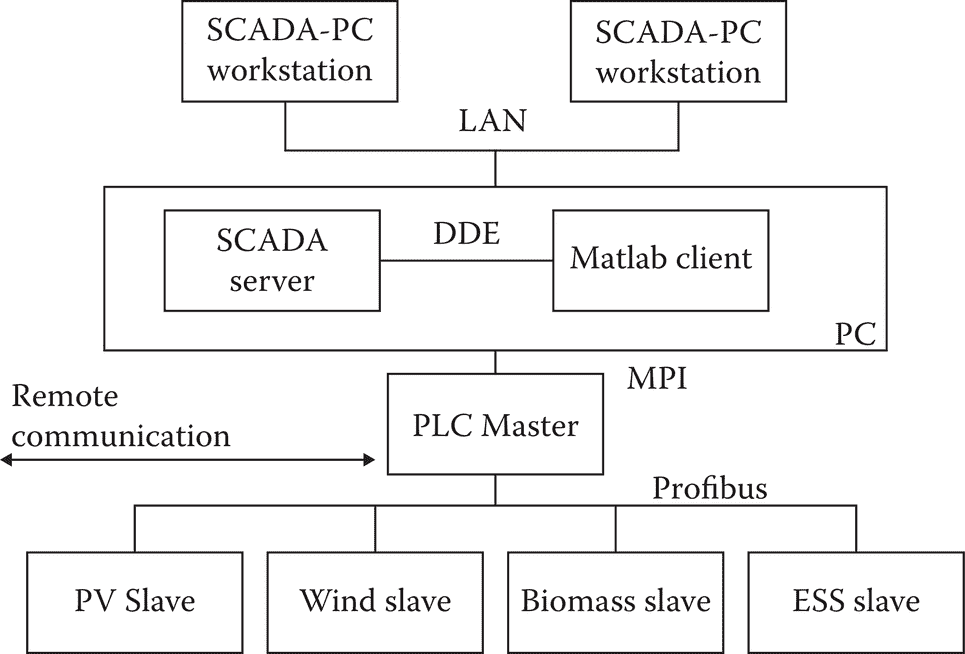 SCADA-PC
workstation
SCADA-PC
workstation
LAN
SCADA
server
DDE
Matlab client
PC
MPI
Remote
communication
PLC Master
Profibus
PV Slave
Wind slave
Biomass slave
ESS slave